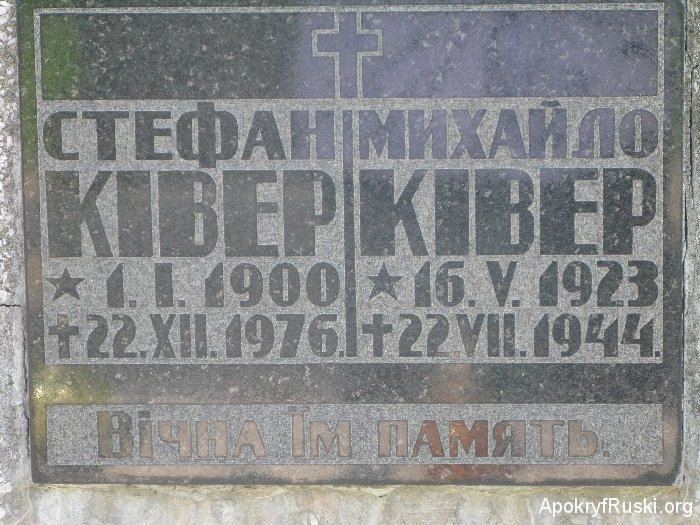 СТЕФАН МИХАЙЛО
КІВЕР КІВЕР
★ 1. I. 1900 ★ 16. V. 1923
✝ 22. XII. 1976. ✝ 22. VII. 1944.
Вічна Їм память.
ApokryfRuski.org